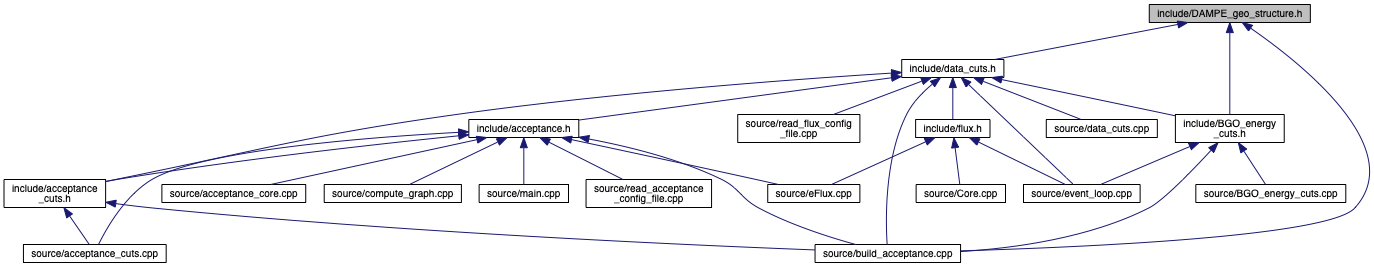 include/DAMPE_geo_structure.h
include/data_cuts.h
source/read_flux_config
_file.cpp
include/acceptance.h
include/flux.h
source/data_cuts.cpp
include/BGO_energy
_cuts.h
include/acceptance
_cuts.h
source/acceptance_core.cpp
source/compute_graph.cpp
source/main.cpp
source/read_acceptance
_config_file.cpp
source/eFlux.cpp
source/Core.cpp
source/event_loop.cpp
source/BGO_energy_cuts.cpp
source/acceptance_cuts.cpp
source/build_acceptance.cpp